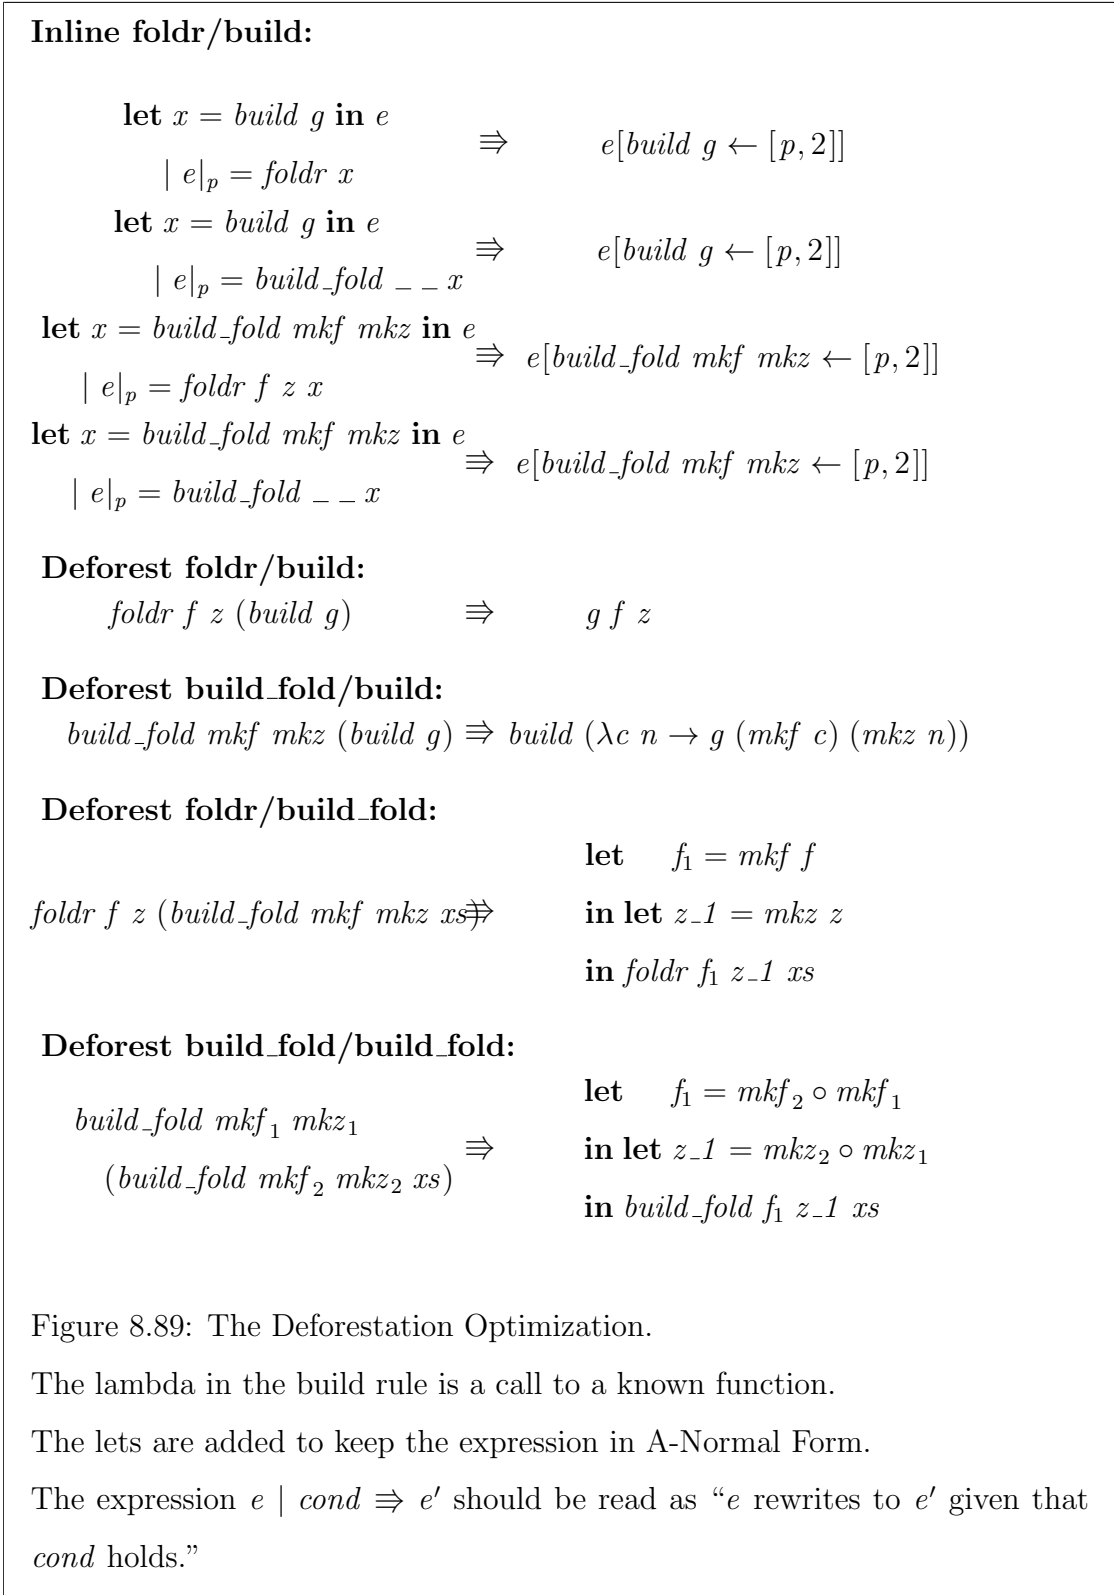 Inline foldr/build:
let x = build g in e
⇛ e[build g ← [p, 2]]
| e|ₚ = foldr x
let x = build g in e
⇛ e[build g ← [p, 2]]
| e|ₚ = build_fold _ _ x
let x = build_fold mkf mkz in e
⇛ e[build_fold mkf mkz ← [p, 2]]
| e|ₚ = foldr f z x
let x = build_fold mkf mkz in e
⇛ e[build_fold mkf mkz ← [p, 2]]
| e|ₚ = build_fold _ _ x
Deforest foldr/build:
foldr f z (build g) ⇛ g f z
Deforest build_fold/build:
build_fold mkf mkz (build g) ⇛ build (λc n → g (mkf c) (mkz n))
Deforest foldr/build_fold:
let f₁ = mkf f
foldr f z (build_fold mkf mkz xs) ⇛ in let z_1 = mkz z
in foldr f₁ z_1 xs
Deforest build_fold/build_fold:
let f₁ = mkf₂ ∘ mkf₁
build_fold mkf₁ mkz₁
⇛ in let z_1 = mkz₂ ∘ mkz₁
(build_fold mkf₂ mkz₂ xs)
in build_fold f₁ z_1 xs
Figure 8.89: The Deforestation Optimization.
The lambda in the build rule is a call to a known function.
The lets are added to keep the expression in A-Normal Form.
The expression e | cond ⇛ e′ should be read as “e rewrites to e′ given that
cond holds.”